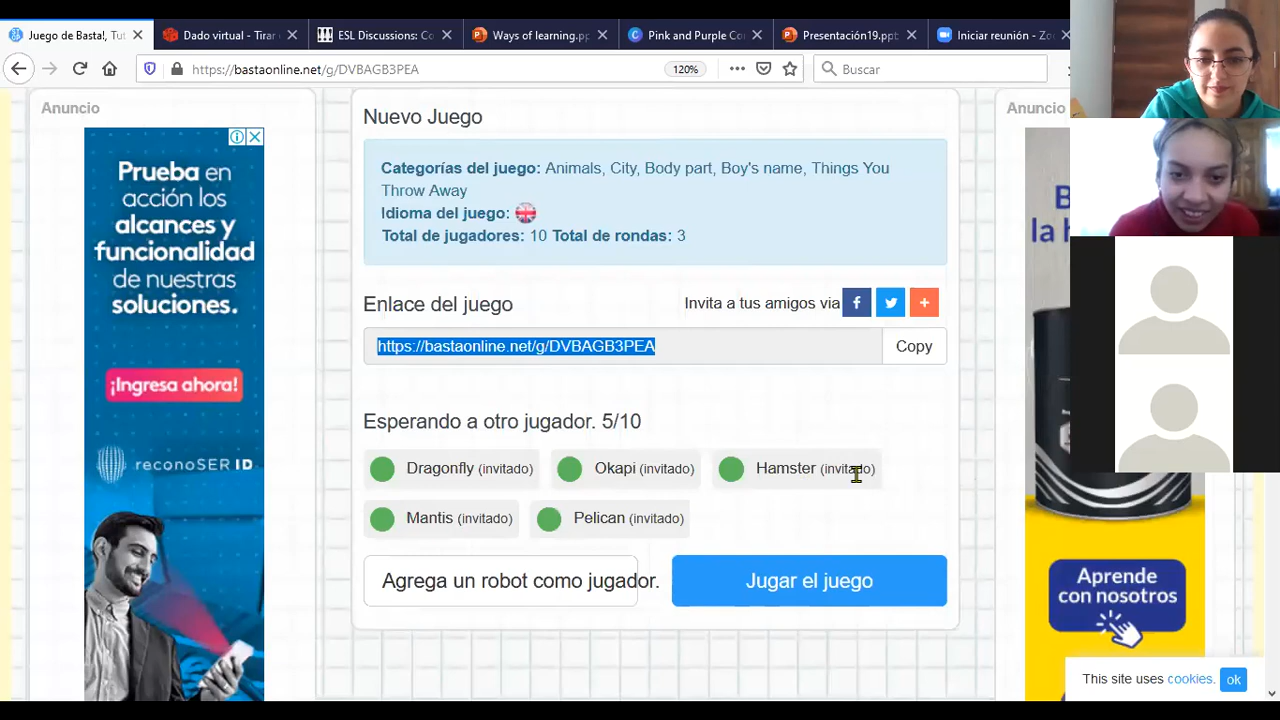 Juego de Basta!, Tut
Dado virtual - Tirar
ESL Discussions: Co
Ways of learning.pp
Pink and Purple Co
Presentación19.ppt
Iniciar reunión - Zoo
https://bastaonline.net/g/DVBAGB3PEA
120%
Buscar
Anuncio
Nuevo Juego
Anuncio
Categorías del juego: Animals, City, Body part, Boy's name, Things You
Throw Away
Idioma del juego:
Total de jugadores: 10 Total de rondas: 3
Enlace del juego
Invita a tus amigos via
https://bastaonline.net/g/DVBAGB3PEA
Copy
Esperando a otro jugador. 5/10
Dragonfly (invitado)
Okapi (invitado)
Hamster (invitado)
Mantis (invitado)
Pelican (invitado)
Agrega un robot como jugador.
Jugar el juego
Prueba en
acción los
alcances y
funcionalidad
de nuestras
soluciones.
¡Ingresa ahora!
reconoSER ID
la h
Aprende
con nosotros
This site uses cookies.
ok